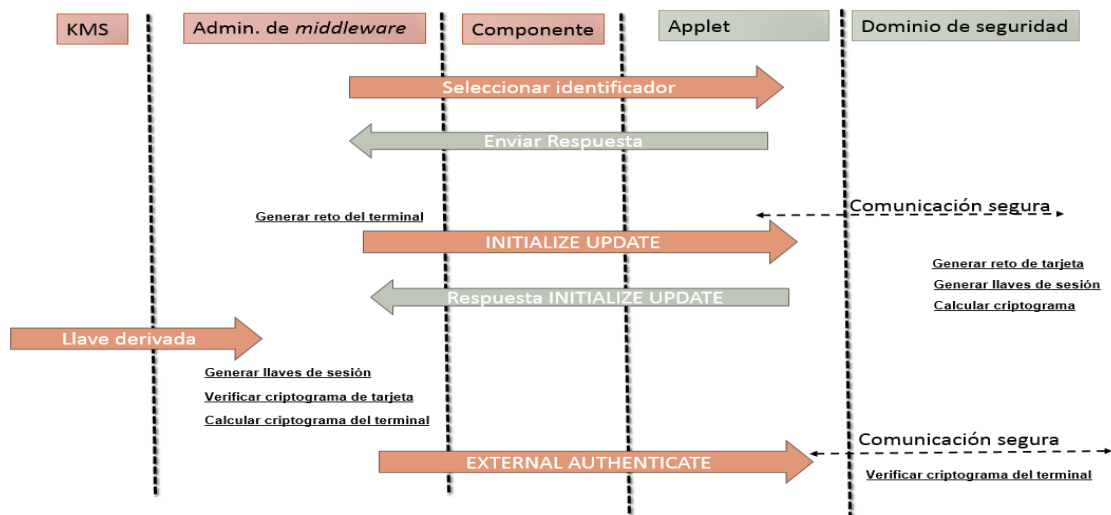 KMS
Admin. de middleware
Componente
Applet
Dominio de seguridad
Seleccionar identificador
Enviar Respuesta
Generar reto del terminal
Comunicación segura
INITIALIZE UPDATE
Generar reto de tarjeta
Generar llaves de sesión
Calcular criptograma
Respuesta INITIALIZE UPDATE
Llave derivada
Generar llaves de sesión
Verificar criptograma de tarjeta
Calcular criptograma del terminal
Comunicación segura
EXTERNAL AUTHENTICATE
Verificar criptograma del terminal